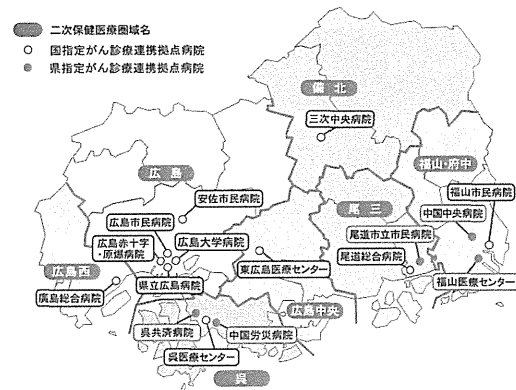 二次保健医療圏域名
国指定がん診療連携拠点病院
県指定がん診療連携拠点病院
備北
三次中央病院
広島
福山・府中
安佐市民病院
福山市民病院
尾三
広島市民病院
中国中央病院
広島赤十字・原爆病院
広島大学病院
尾道市立市民病院
尾道総合病院
広島西
東広島医療センター
廣島総合病院
県立広島病院
福山医療センター
広島中央
呉共済病院
中国労災病院
呉医療センター
呉